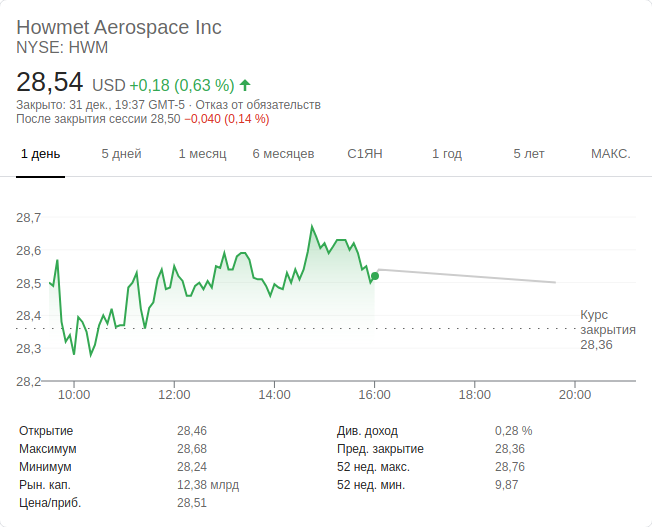 Howmet Aerospace Inc
NYSE: HWM
28,54 USD +0,18 (0,63 %)
Закрыто: 31 дек., 19:37 GMT-5 · Отказ от обязательств
После закрытия сессии 28,50 −0,040 (0,14 %)
1 день 5 дней 1 месяц 6 месяцев С1ЯН 1 год 5 лет МАКС.
28,7
28,6
28,5
28,4
28,3
28,2
Курс
закрытия
28,36
10:00 12:00 14:00 16:00 18:00 20:00
Открытие 28,46
Максимум 28,68
Минимум 28,24
Рын. кап. 12,38 млрд
Цена/приб. 28,51
Див. доход 0,28 %
Пред. закрытие 28,36
52 нед. макс. 28,76
52 нед. мин. 9,87